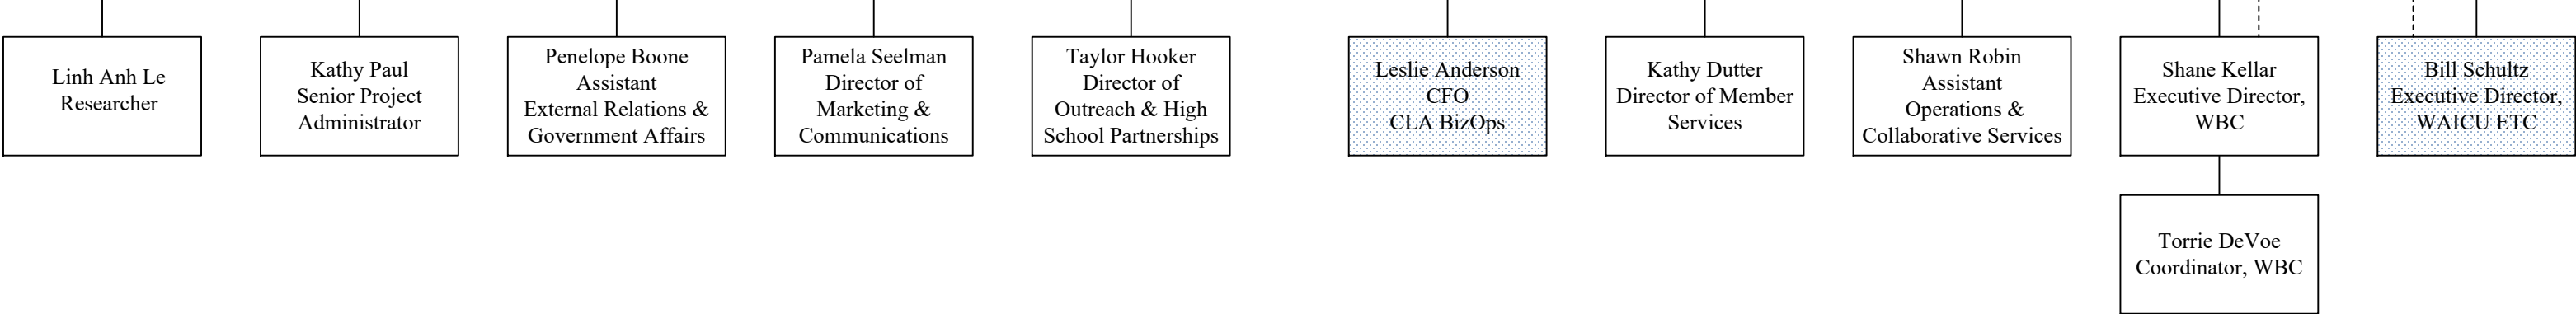 Linh Anh Le
Researcher
Kathy Paul
Senior Project
Administrator
Penelope Boone
Assistant
External Relations &
Government Affairs
Pamela Seelman
Director of
Marketing &
Communications
Taylor Hooker
Director of
Outreach & High
School Partnerships
Leslie Anderson
CFO
CLA BizOps
Kathy Dutter
Director of Member
Services
Shawn Robin
Assistant
Operations &
Collaborative Services
Shane Kellar
Executive Director,
WBC
Bill Schultz
Executive Director,
WAICU ETC
Torrie DeVoe
Coordinator, WBC